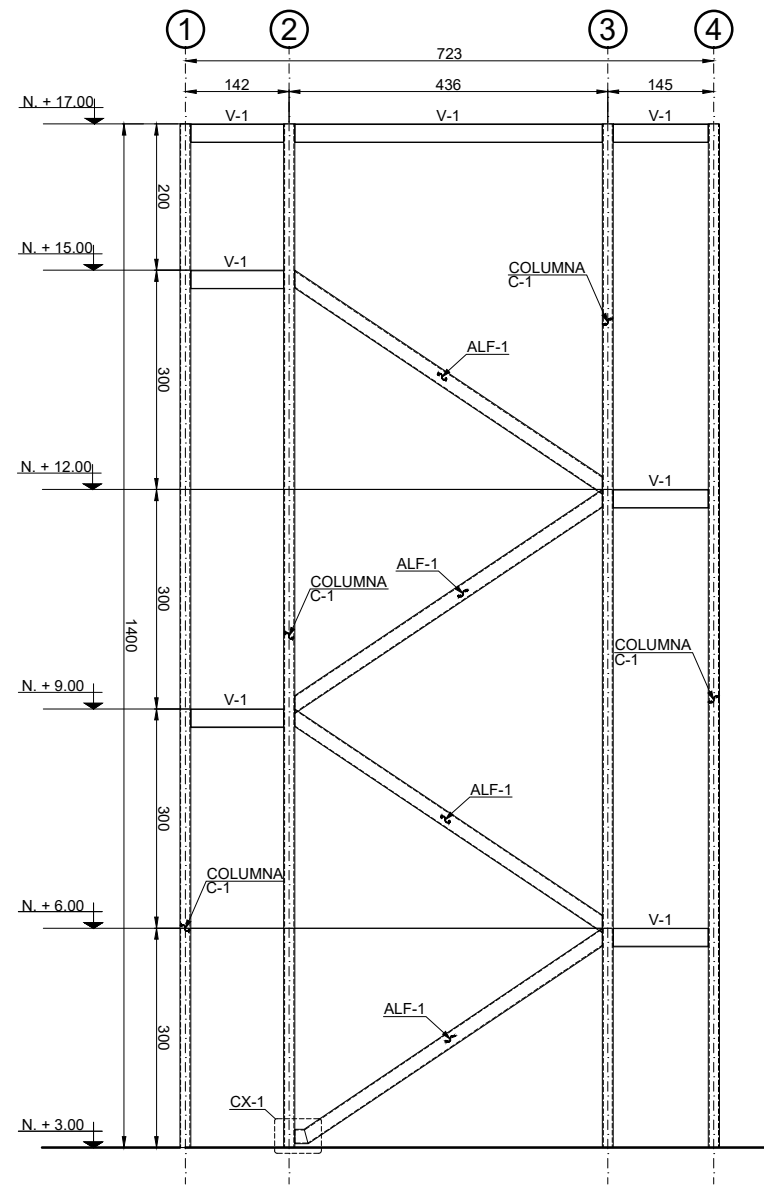 1 2 3 4
723
142 436 145
N. + 17.00 V-1 V-1 V-1
200
N. + 15.00 V-1
COLUMNA
C-1
300
ALF-1
N. + 12.00 V-1
ALF-1
COLUMNA
C-1
300
1400
COLUMNA
C-1
N. + 9.00 V-1
ALF-1
300
COLUMNA
C-1
N. + 6.00 V-1
ALF-1
300
CX-1
N. + 3.00